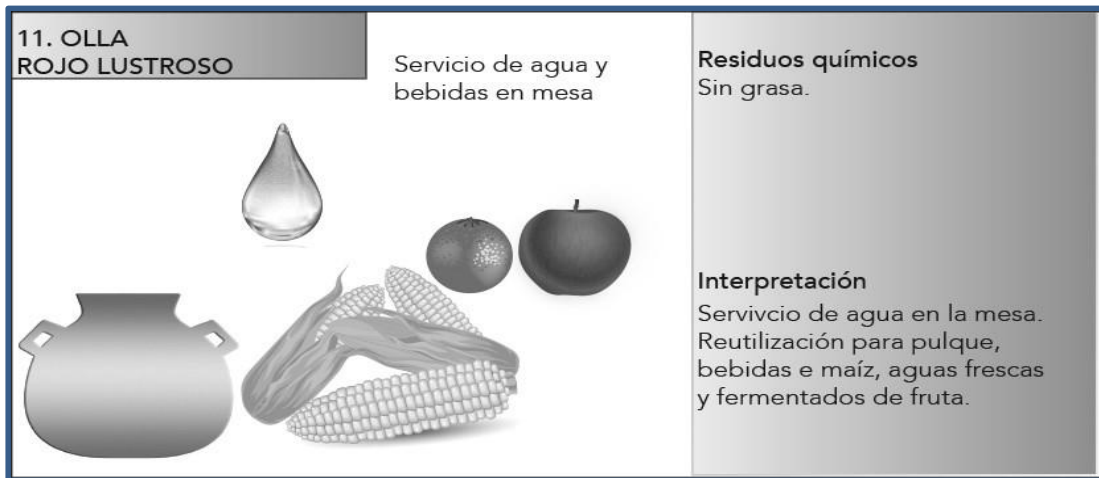 11. OLLA
ROJO LUSTROSO
Servicio de agua y
bebidas en mesa
Residuos químicos
Sin grasa.
Interpretación
Servivcio de agua en la mesa.
Reutilización para pulque,
bebidas e maíz, aguas frescas
y fermentados de fruta.